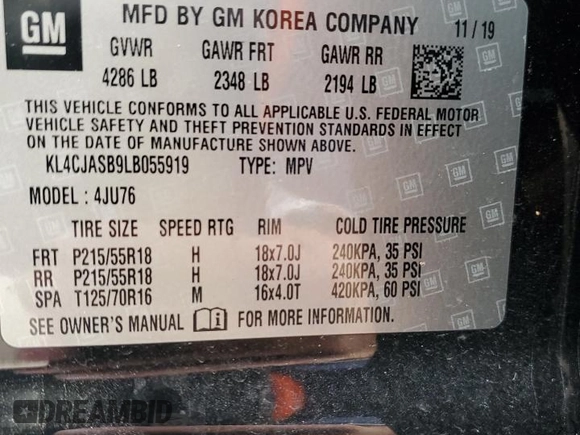 GM
MFD BY GM KOREA COMPANY 11/19
GVWR GAWR FRT GAWR RR
4286 LB 2348 LB 2194 LB
THIS VEHICLE CONFORMS TO ALL APPLICABLE U.S. FEDERAL MOTOR
VEHICLE SAFETY AND THEFT PREVENTION STANDARDS IN EFFECT
ON THE DATE OF MANUFACTURE SHOWN ABOVE.
KL4CJASB9LB055919 TYPE: MPV
MODEL: 4JU76
TIRE SIZE SPEED RTG RIM COLD TIRE PRESSURE
FRT P215/55R18 H 18x7.0J 240KPA, 35 PSI
RR P215/55R18 H 18x7.0J 240KPA, 35 PSI
SPA T125/70R16 M 16x4.0T 420KPA, 60 PSI
SEE OWNER'S MANUAL FOR MORE INFORMATION.
DREAMBID